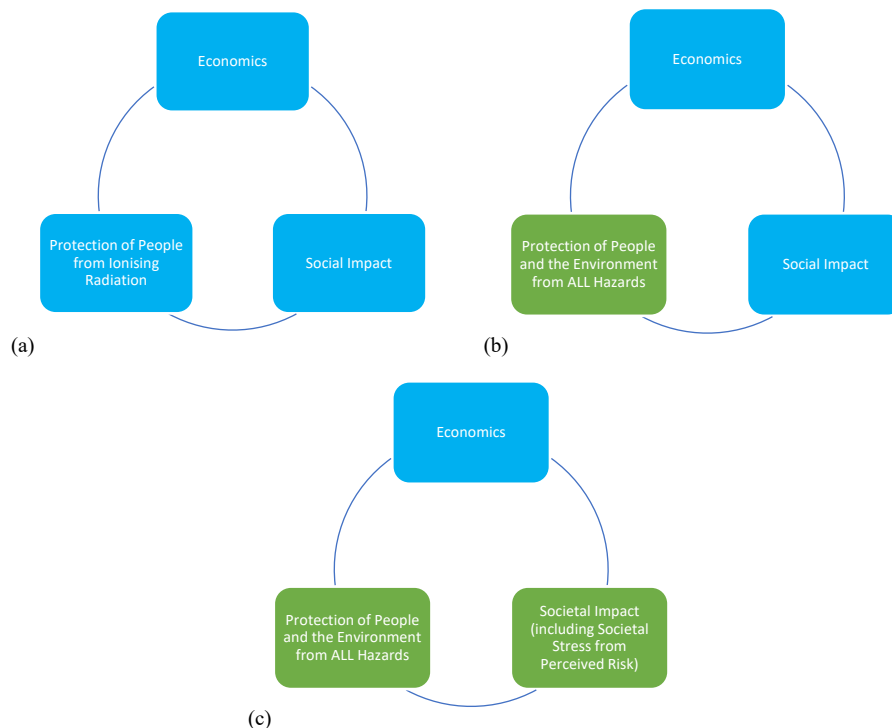 Economics
Protection of People
from Ionising
Radiation
Social Impact
(a)
Economics
Protection of People
and the Environment
from ALL Hazards
Social Impact
(b)
Economics
Protection of People
and the Environment
from ALL Hazards
Societal Impact
(including Societal
Stress from
Perceived Risk)
(c)